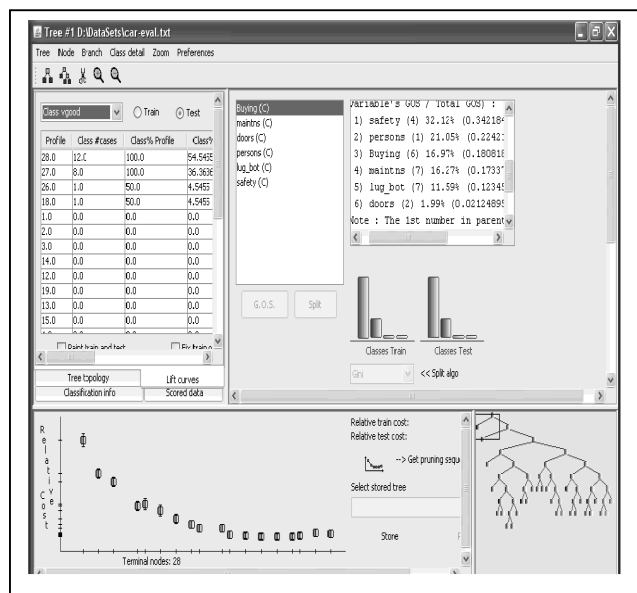 Tree #1 D:\DataSets\car-eval.txt
Tree Node Branch Class detail Zoom Preferences
Class vgood
Train
Test
Profile Class #cases Class% Profile Class%
28.0 12.0 100.0 54.5455
27.0 8.0 100.0 36.3636
26.0 1.0 50.0 4.5455
18.0 1.0 50.0 4.5455
1.0 0.0 0.0 0.0
2.0 0.0 0.0 0.0
3.0 0.0 0.0 0.0
14.0 0.0 0.0 0.0
12.0 0.0 0.0 0.0
19.0 0.0 0.0 0.0
13.0 0.0 0.0 0.0
15.0 0.0 0.0 0.0
Paint train and test
Tree topology
Lift curves
Classification info
Scored data
Buying (C)
maintns (C)
doors (C)
persons (C)
lug_bot (C)
safety (C)
G.O.S.
Split
Variable's GOS / Total GOS) :
1) safety (4) 32.12% (0.342184
2) persons (1) 21.05% (0.2242
3) Buying (6) 16.97% (0.180818
4) maintns (7) 16.27% (0.1733
5) lug_bot (7) 11.59% (0.12345
6) doors (2) 1.99% (0.02124895
Note : The 1st number in parent
Classes Train
Classes Test
Gini
<< Split algo
Relative Cost
Terminal nodes: 28
Relative train cost:
Relative test cost:
--> Get pruning sequ
Select stored tree
Store